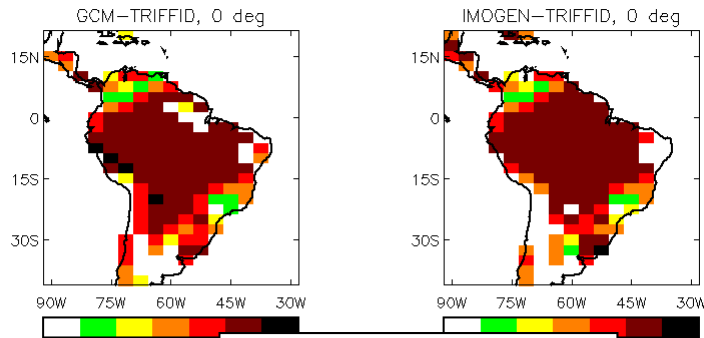 GCM-TRIFFID, 0 deg IMOGEN-TRIFFID, 0 deg
15N 15N
0 0
15S 15S
30S 30S
90W 75W 60W 45W 30W 90W 75W 60W 45W 30W